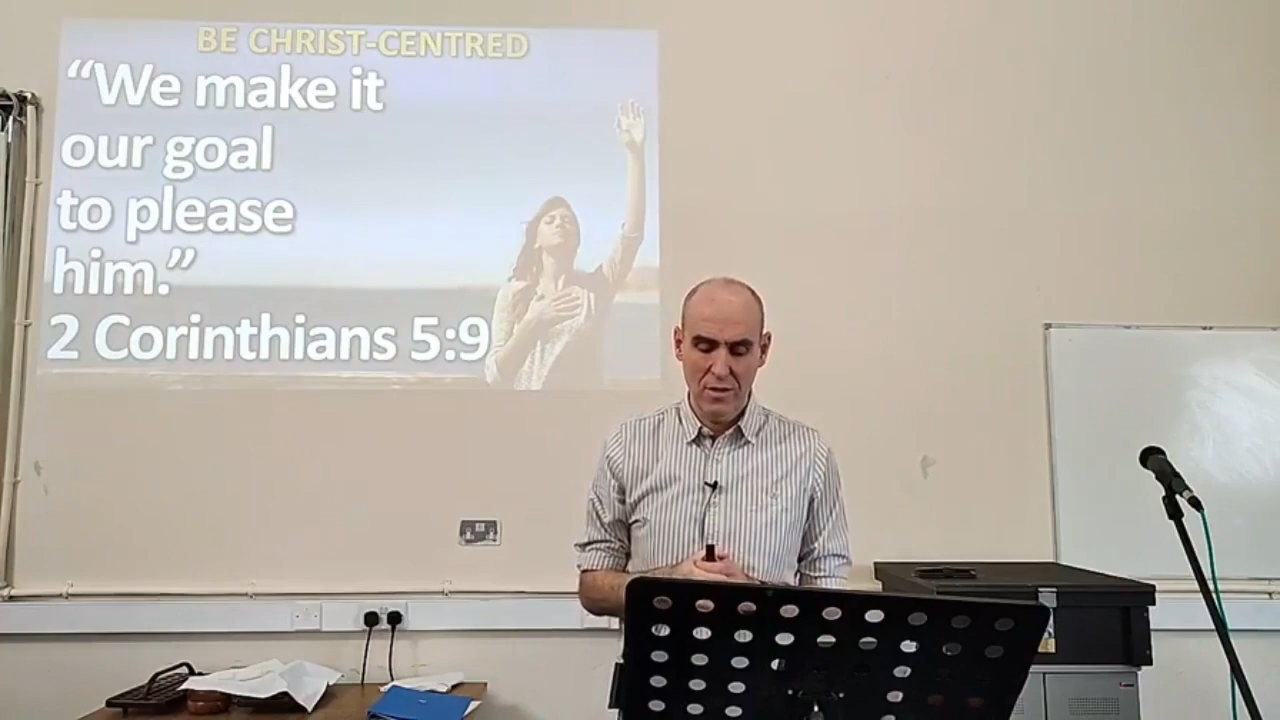 BE CHRIST-CENTRED
“We make it
our goal
to please
him.”
2 Corinthians 5:9